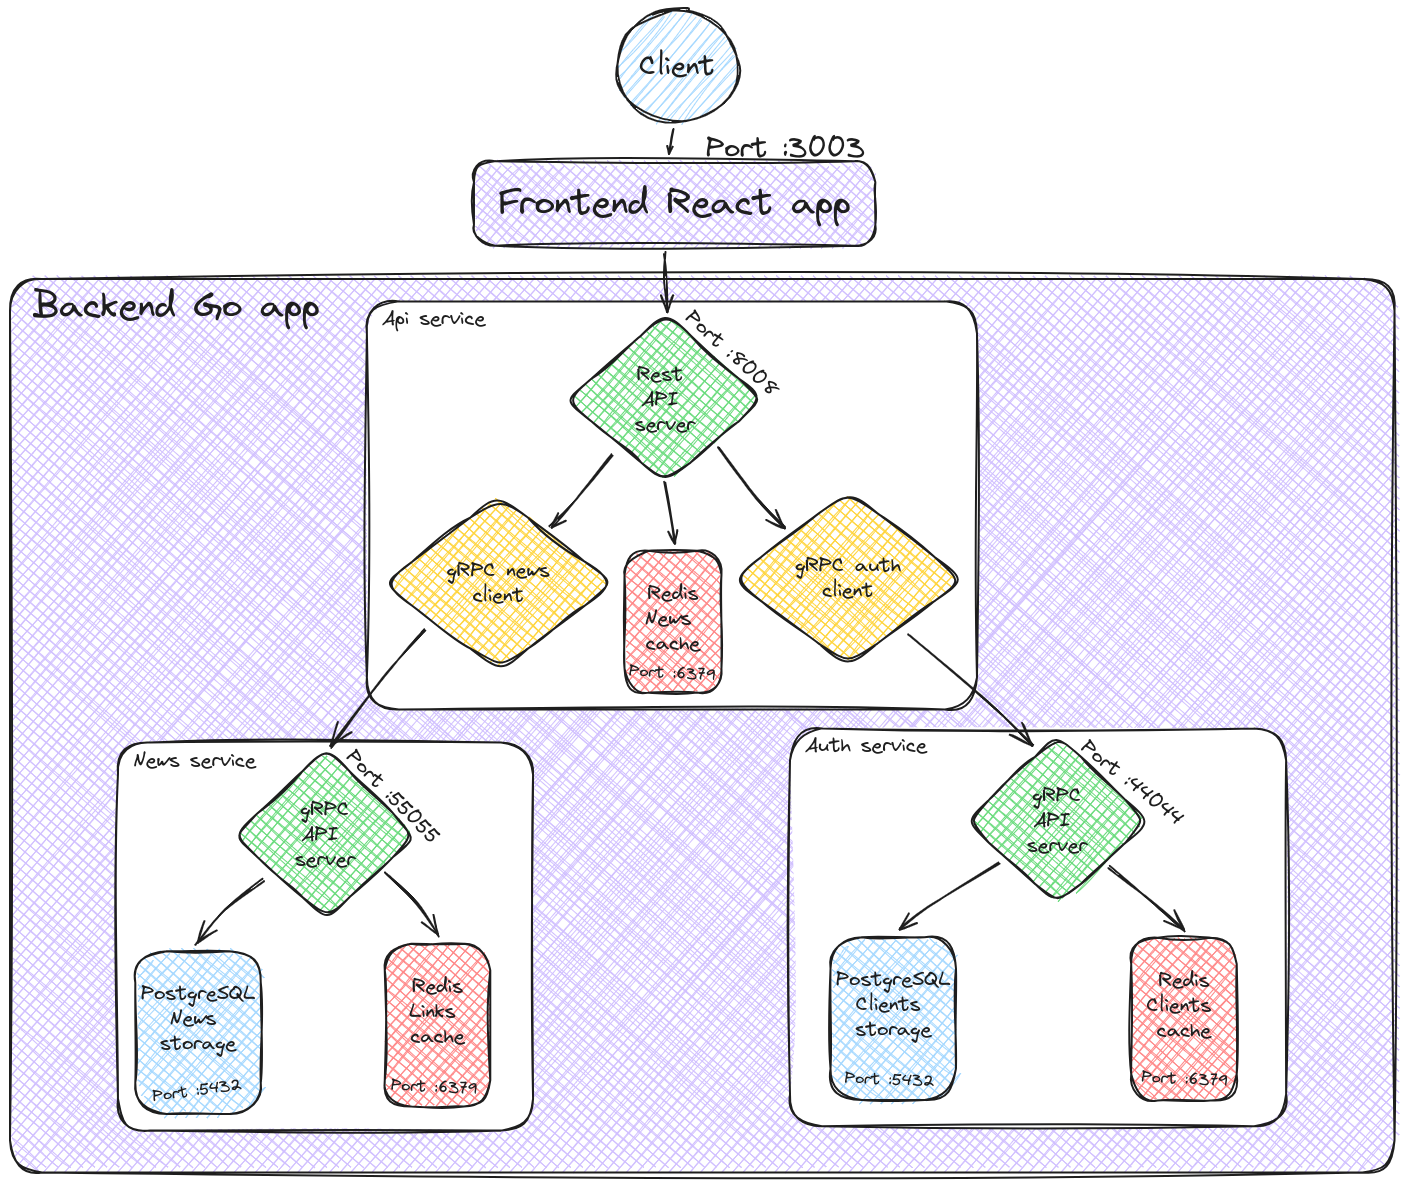 Client
Port :3003
Frontend React app
Backend Go app
Api service
Port :8008
Rest
API
server
gRPC news
client
Redis
News
cache
Port :6379
gRPC auth
client
News service
Port :55055
gRPC
API
server
PostgreSQL
News
storage
Port :5432
Redis
Links
cache
Port :6379
Auth service
Port :44044
gRPC
API
server
PostgreSQL
Clients
storage
Port :5432
Redis
Clients
cache
Port :6379